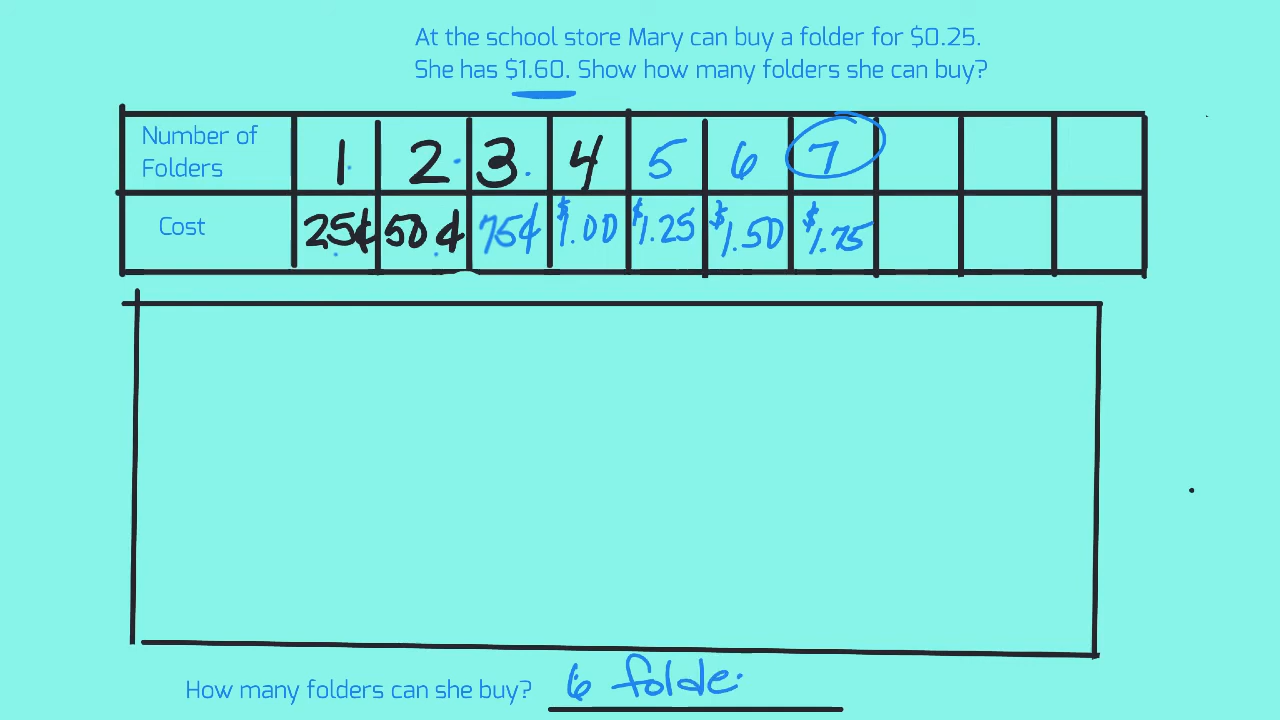 At the school store Mary can buy a folder for $0.25.
She has $1.60. Show how many folders she can buy?
Number of Folders 1 2 3 4 5 6 7
Cost 25¢ 50¢ 75¢ $1.00 $1.25 $1.50 $1.75
How many folders can she buy? 6 folde